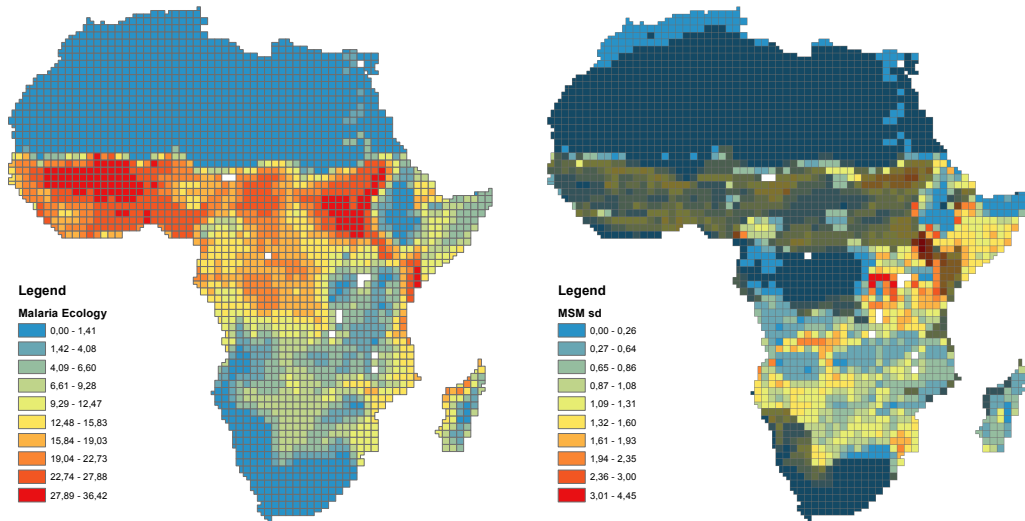 Legend
Malaria Ecology
0,00 - 1,41
1,42 - 4,08
4,09 - 6,60
6,61 - 9,28
9,29 - 12,47
12,48 - 15,83
15,84 - 19,03
19,04 - 22,73
22,74 - 27,88
27,89 - 36,42
Legend
MSM sd
0,00 - 0,26
0,27 - 0,64
0,65 - 0,86
0,87 - 1,08
1,09 - 1,31
1,32 - 1,60
1,61 - 1,93
1,94 - 2,35
2,36 - 3,00
3,01 - 4,45